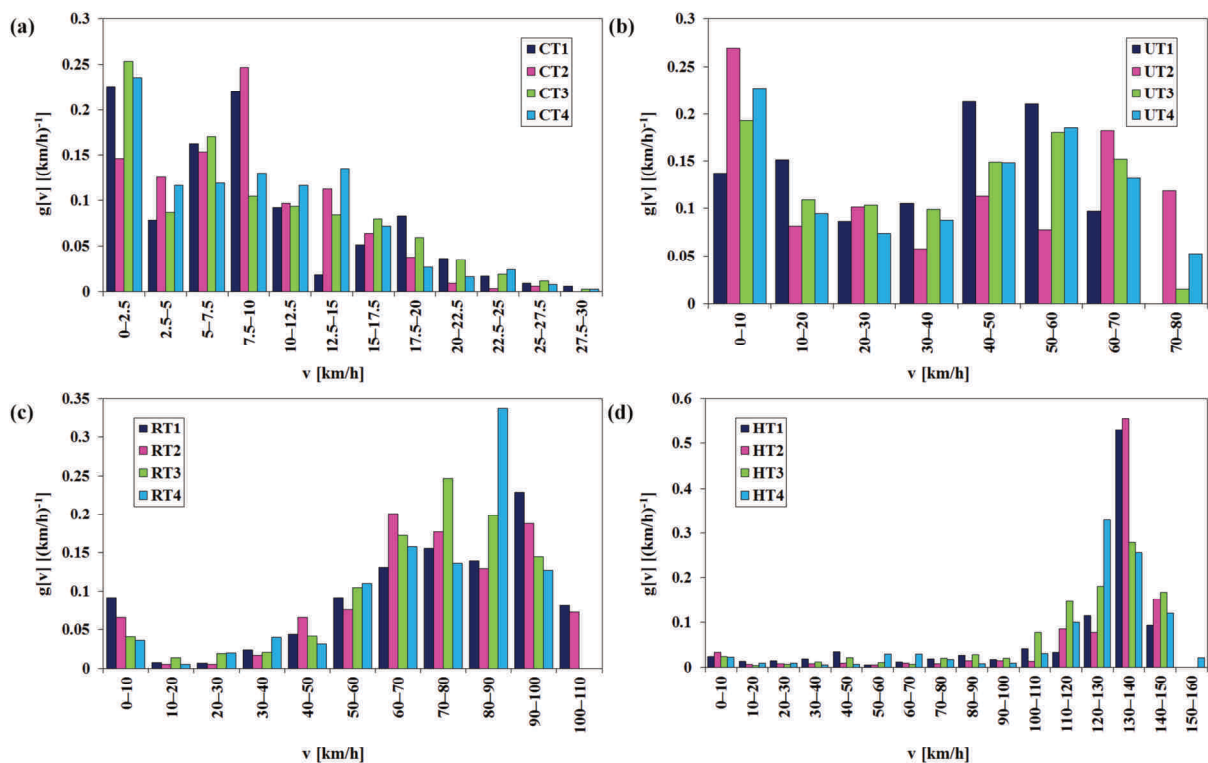 (a)
g[v] [(km/h)⁻¹]
0.3
0.25
0.2
0.15
0.1
0.05
0
CT1
CT2
CT3
CT4
0–2.5
2.5–5
5–7.5
7.5–10
10–12.5
12.5–15
15–17.5
17.5–20
20–22.5
22.5–25
25–27.5
27.5–30
v [km/h]
(b)
g[v] [(km/h)⁻¹]
0.3
0.25
0.2
0.15
0.1
0.05
0
UT1
UT2
UT3
UT4
0–10
10–20
20–30
30–40
40–50
50–60
60–70
70–80
v [km/h]
(c)
g[v] [(km/h)⁻¹]
0.35
0.3
0.25
0.2
0.15
0.1
0.05
0
RT1
RT2
RT3
RT4
0–10
10–20
20–30
30–40
40–50
50–60
60–70
70–80
80–90
90–100
100–110
v [km/h]
(d)
g[v] [(km/h)⁻¹]
0.6
0.5
0.4
0.3
0.2
0.1
0
HT1
HT2
HT3
HT4
0–10
10–20
20–30
30–40
40–50
50–60
60–70
70–80
80–90
90–100
100–110
110–120
120–130
130–140
140–150
150–160
v [km/h]